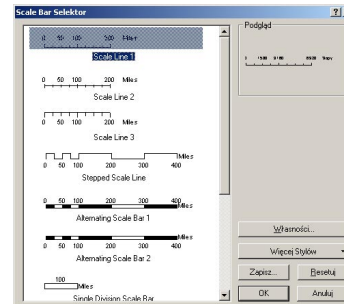 Scale Bar Selektor
0 50 100 200 Miles
Scale Line 1
0 50 100 200 Miles
Scale Line 2
0 50 100 200 Miles
Scale Line 3
Miles
0 50 100 200 300 400
Stepped Scale Line
0 50 100 200 300 400
Miles
Alternating Scale Bar 1
0 50 100 200 300 400
Miles
Alternating Scale Bar 2
100
Miles
Single Division Scale Bar
Podgląd
Własności...
Więcej Stylów
Zapisz...
Resetuj
OK
Anuluj